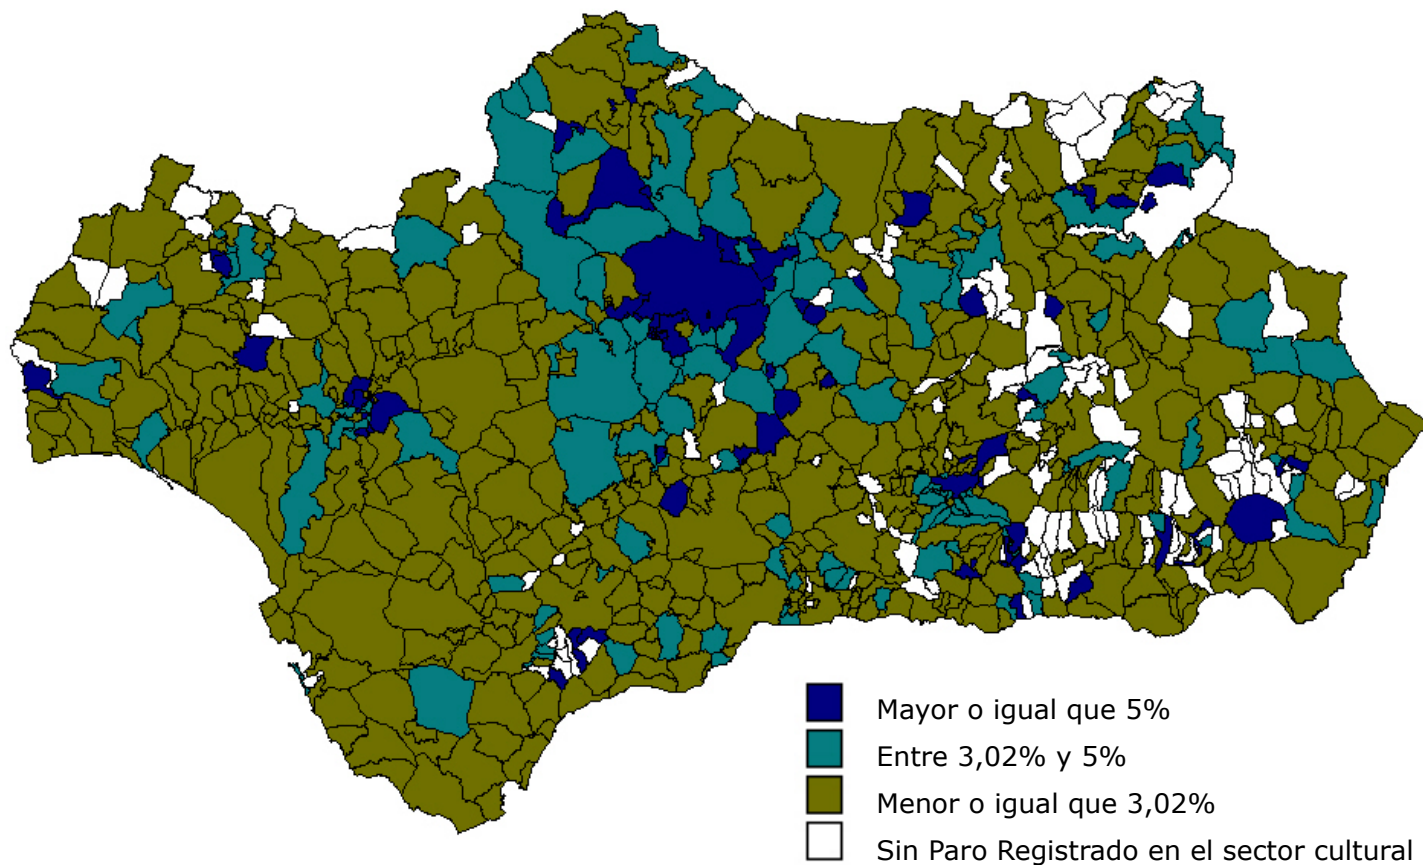 Mayor o igual que 5%
Entre 3,02% y 5%
Menor o igual que 3,02%
Sin Paro Registrado en el sector cultural